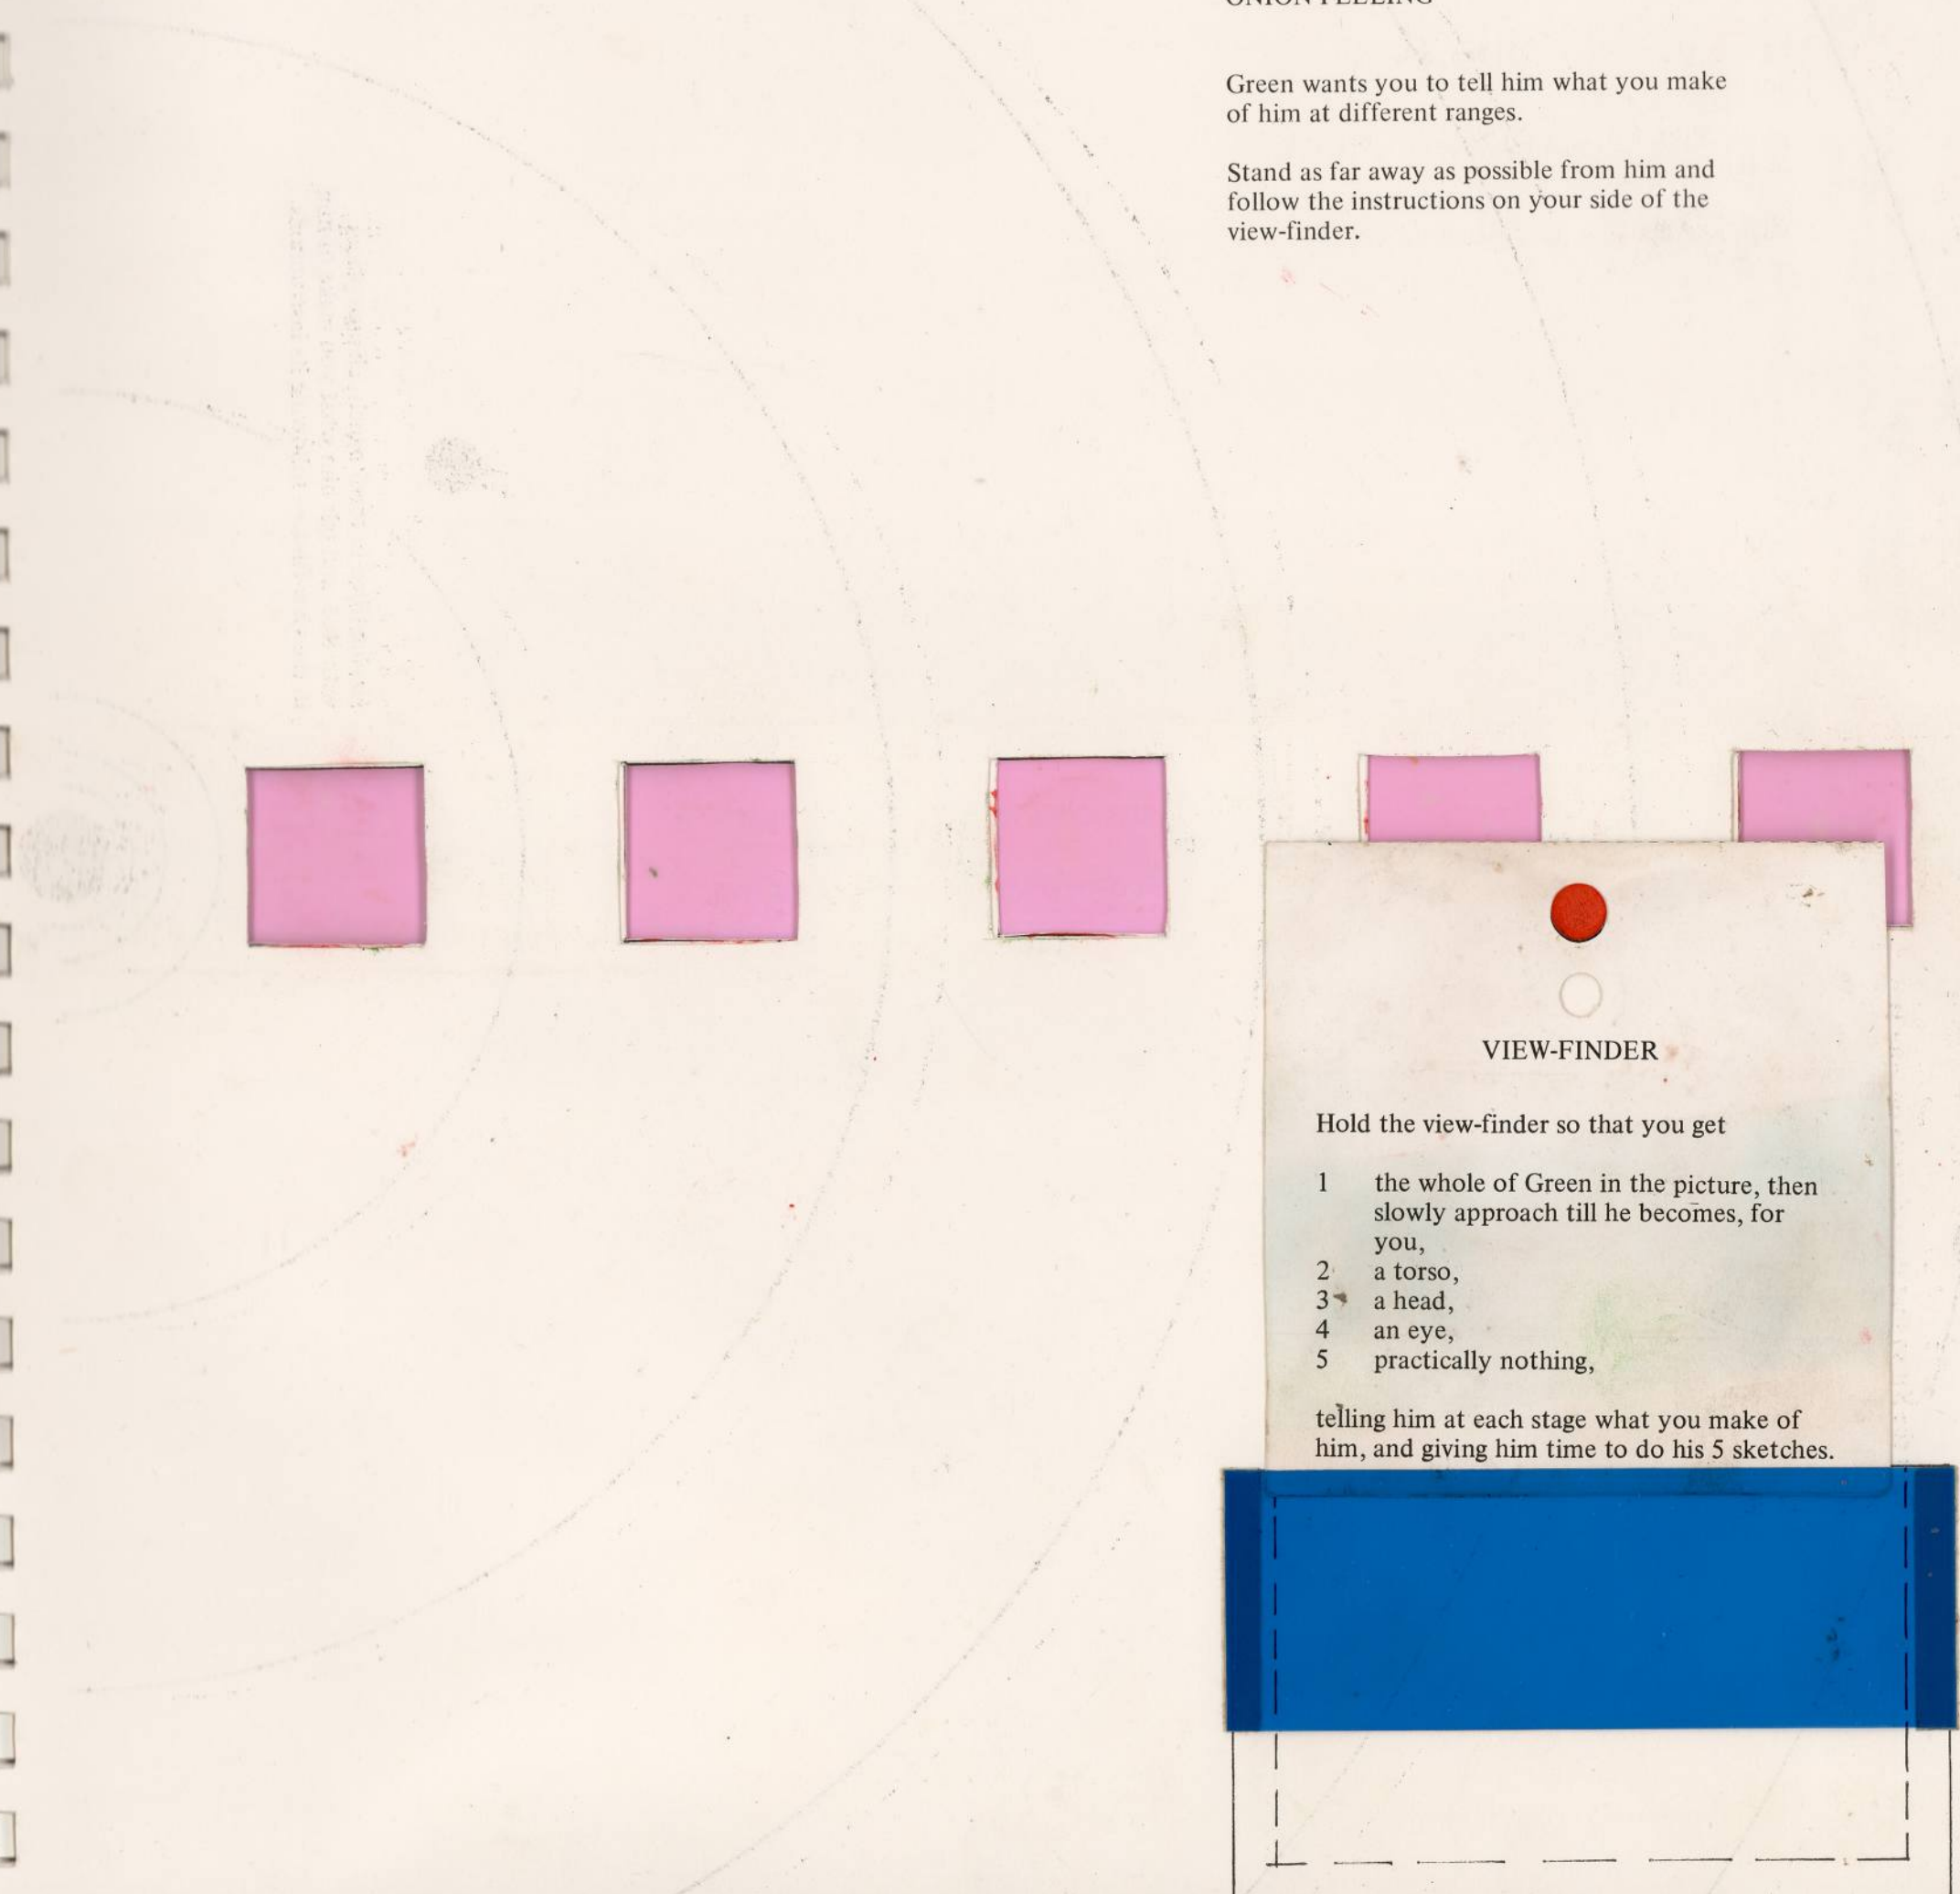 ONION PEELING
Green wants you to tell him what you make
of him at different ranges.
Stand as far away as possible from him and
follow the instructions on your side of the
view-finder.
VIEW-FINDER
Hold the view-finder so that you get
1 the whole of Green in the picture, then
slowly approach till he becomes, for
you,
2 a torso,
3 a head,
4 an eye,
5 practically nothing,
telling him at each stage what you make of
him, and giving him time to do his 5 sketches.